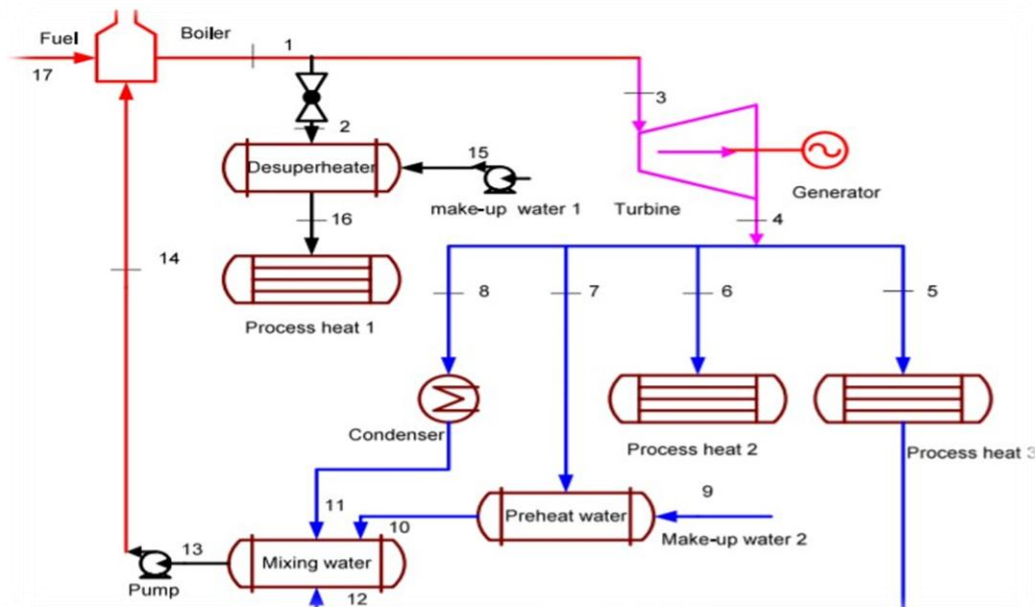 Fuel
Boiler
1
17
3
2
Desuperheater
15
make-up water 1
Turbine
Generator
4
16
14
Process heat 1
8
7
6
5
Condenser
Process heat 2
Process heat 3
11
10
Preheat water
9
Make-up water 2
13
Mixing water
Pump
12